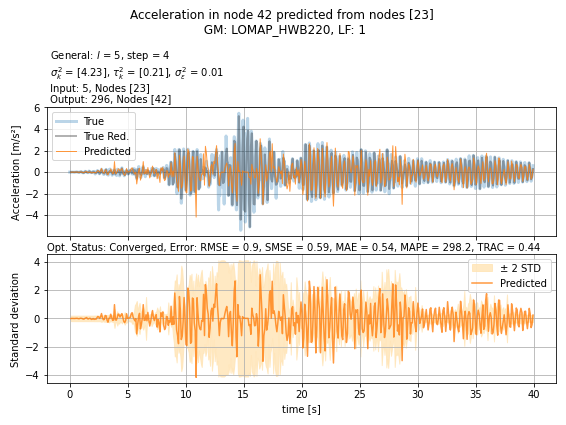 Acceleration in node 42 predicted from nodes [23]
GM: LOMAP_HWB220, LF: 1
General: l = 5, step = 4
σ²ₖ = [4.23], τ²ₖ = [0.21], σ²ε = 0.01
Input: 5, Nodes [23]
Output: 296, Nodes [42]
Acceleration [m/s²]
6
4
2
0
−2
−4
True
True Red.
Predicted
Opt. Status: Converged, Error: RMSE = 0.9, SMSE = 0.59, MAE = 0.54, MAPE = 298.2, TRAC = 0.44
Standard deviation
4
2
0
−2
−4
± 2 STD
Predicted
0 5 10 15 20 25 30 35 40
time [s]